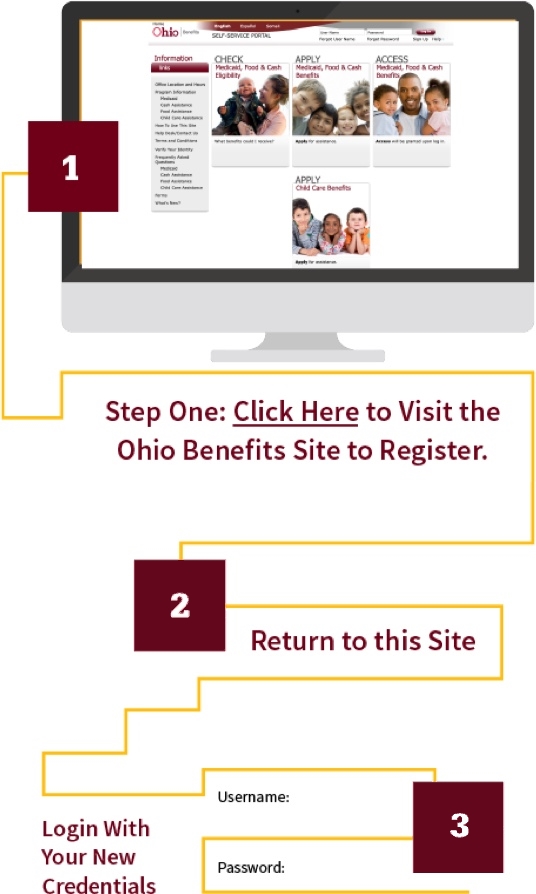 Ohio Benefits
English Español Somali
SELF-SERVICE PORTAL
User Name
Password
Forgot User Name
Forgot Password
Sign Up Help
Information
links
Office Location and Hours
Program Information
Medicaid
Cash Assistance
Food Assistance
Child Care Assistance
How To Use This Site
Help Desk/Contact Us
Terms and Conditions
Verify Your Identity
Frequently Asked
Questions
Medicaid
Cash Assistance
Food Assistance
Child Care Assistance
Forms
What's New?
CHECK
Medicaid, Food & Cash
Eligibility
What benefits could I receive?
APPLY
Medicaid, Food & Cash
Benefits
Apply for assistance.
ACCESS
Medicaid, Food & Cash
Benefits
Access will be granted upon log in.
APPLY
Child Care Benefits
Apply for assistance.
1
Step One: Click Here to Visit the
Ohio Benefits Site to Register.
2
Return to this Site
3
Login With
Your New
Credentials
Username:
Password: